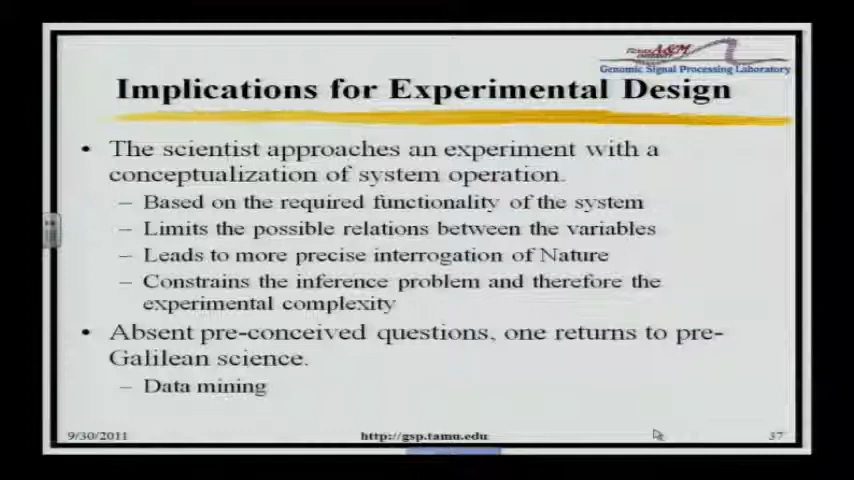 TEXAS A&M
UNIVERSITY
Genomic Signal Processing Laboratory
Implications for Experimental Design
• The scientist approaches an experiment with a
conceptualization of system operation.
– Based on the required functionality of the system
– Limits the possible relations between the variables
– Leads to more precise interrogation of Nature
– Constrains the inference problem and therefore the
experimental complexity
• Absent pre-conceived questions, one returns to pre-
Galilean science.
– Data mining
9/30/2011
http://gsp.tamu.edu
37